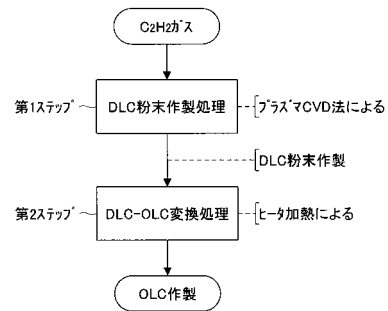 C2H2ガス
第1ステップ
DLC粉末作製処理
プラズマCVD法による
DLC粉末作製
第2ステップ
DLC-OLC変換処理
ヒータ加熱による
OLC作製